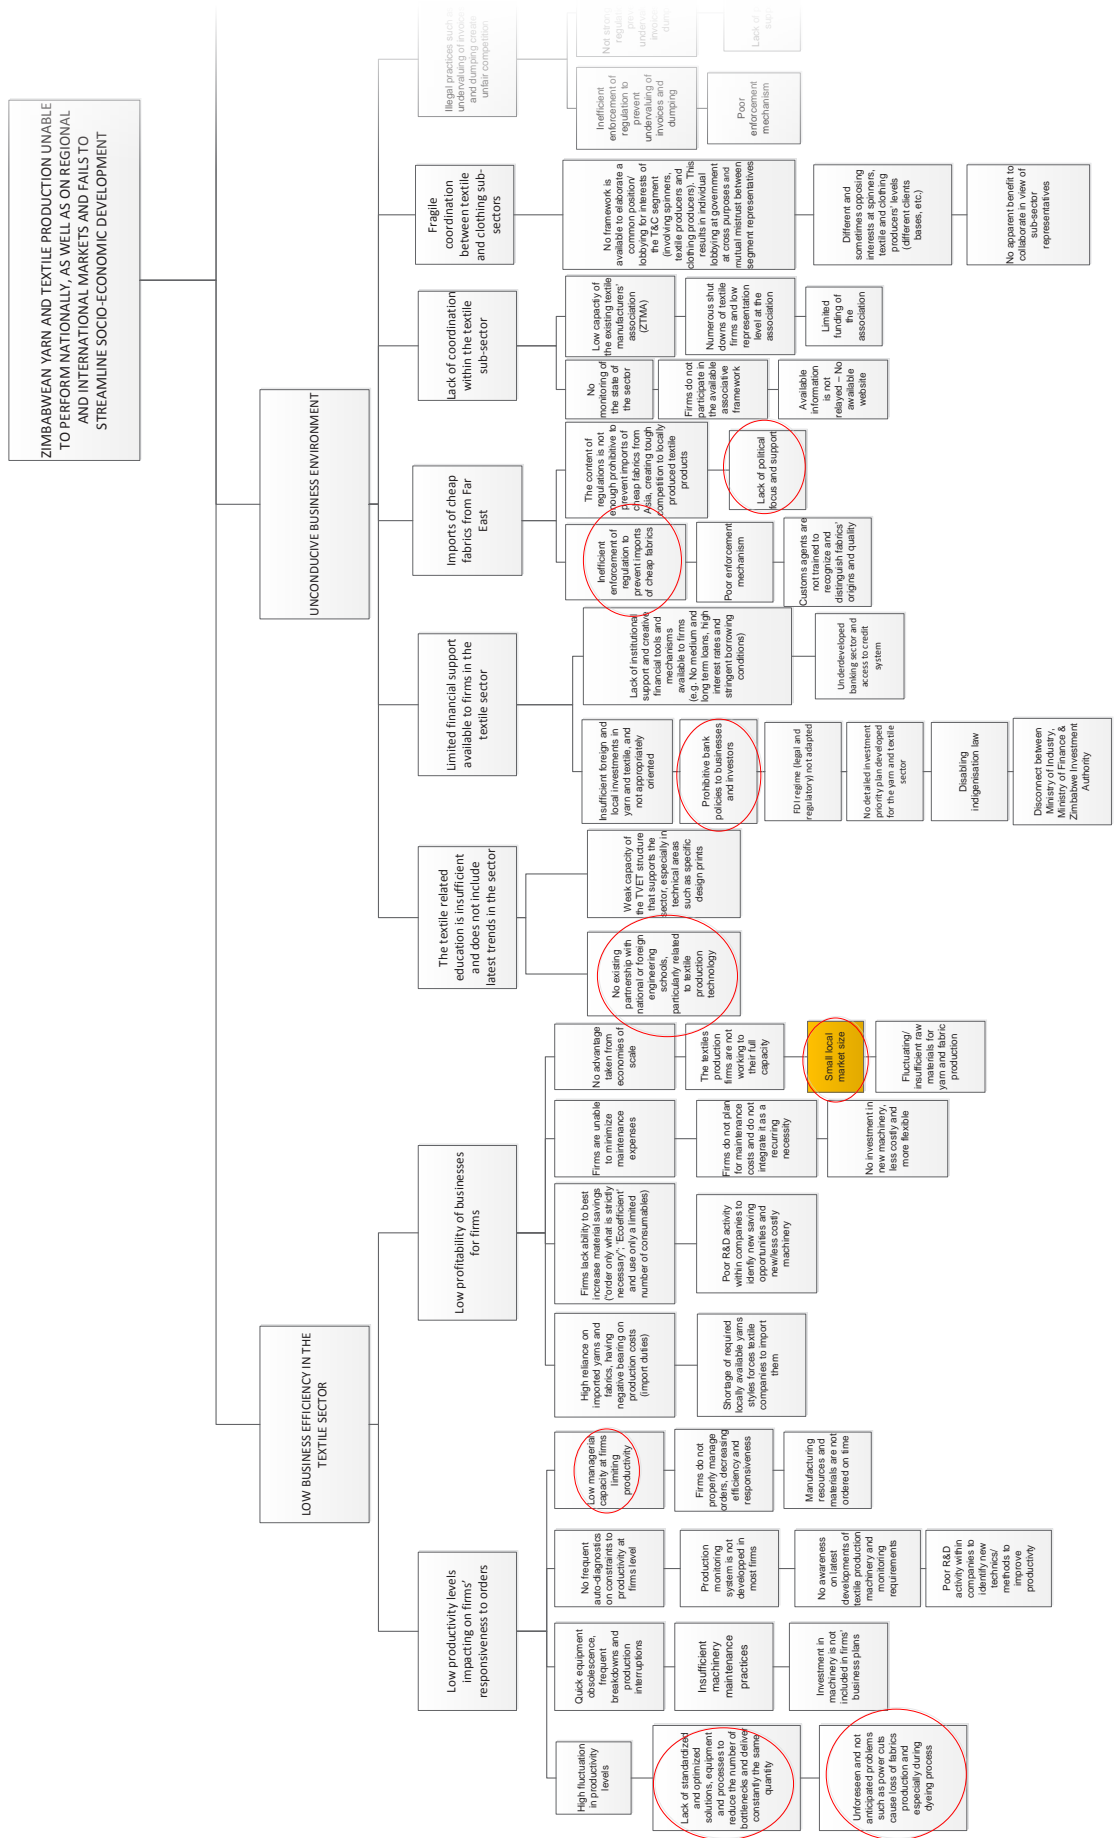 ZIMBABWEAN YARN AND TEXTILE PRODUCTION UNABLE
TO PERFORM NATIONALLY, AS WELL AS ON REGIONAL
AND INTERNATIONAL MARKETS AND FAILS TO
STREAMLINE SOCIO-ECONOMIC DEVELOPMENT
LOW BUSINESS EFFICIENCY IN THE
TEXTILE SECTOR
UNCONDUCIVE BUSINESS ENVIRONMENT
Low productivity levels
impacting on firms'
responsiveness to orders
Low profitability of businesses
for firms
The textile related
education is insufficient
and does not include
latest trends in the sector
Limited financial support
available to firms in the
textile sector
Imports of cheap
fabrics from Far
East
Lack of coordination
within the textile
sub-sector
Fragile
coordination
between textile
and clothing sub-
sectors
Illegal practices such as
undervaluing of invoices
and dumping create
unfair competition
High fluctuation
in productivity
levels
Lack of standardized
and optimized
solutions, equipment
and processes to
reduce the number of
bottlenecks and deliver
constantly the same
quantity
Unforeseen and not
anticipated problems
such as power cuts
cause loss of fabrics
production and
especially during
dyeing process
Quick equipment
obsolescence,
frequent
breakdowns and
production
interruptions
Insufficient
machinery
maintenance
practices
Investment in
machinery is not
included in firms'
business plans
No frequent
auto-diagnostics
on constraints to
productivity at
firms level
Production
monitoring
system is not
developped in
most firms
No awareness
on latest
developments of
textile production
machinery and
monitoring
requirements
Poor R&D
activity within
companies to
identify new
technics/
methods to
improve
productivty
Low managerial
capacity at firms
limiting
productivity
Firms do not
properly manage
orders, decreasing
efficiency and
responsiveness
Manufacturing
resources and
materials are not
ordered on time
High reliance on
imported yarns and
fabrics, having
negative bearing on
production costs
(import duties)
Shortage of required
locally available yarns
styles forces textile
companies to import
them
Firms lack ability to best
increase material savings
("order only what is strictly
necessary"; 'Ecoefficient'
and use only a limited
number of consumables)
Poor R&D activity
within companies to
idenfiy new saving
opportunities and
new/less costly
machinery
Firms are unable
to minimize
maintenance
expenses
Firms do not plan
for maintenance
costs and do not
integrate it as a
recurring
necessity
No investment in
new machinery,
less costly and
more flexible
No advantage
taken from
economies of
scale
The textiles
production
firms are not
working to
their full
capacity
Small local
market size
Fluctuating/
insufficient raw
materials for
yarn and fabric
production
No existing
partnership with
national or foreign
engineering
schools,
particularly related
to textile
production
technology
Weak capacity of
the TVET structure
that supports the
sector, especially in
technical areas
such as specific
design prints
Insufficient foreign and
local investments in
yarn and textile, and
not appropriately
oriented
Prohibitive bank
policies to businesses
and investors
FDI regime (legal and
regulatory) not adapted
No detailed investment
priority plan developed
for the yarn and textile
sector
Disabling
indigenisation law
Disconnect between
Ministry of Industry,
Ministry of Finance &
Zimbabwe Investment
Authority
Lack of institutional
support and creative
financial tools and
mechanisms
available to firms
(e.g. No medium and
long term loans, high
interest rates and
stringent borrowing
conditions)
Underdeveloped
banking sector and
access to credit
system
Inefficient
enforcement of
regulation to
prevent imports
of cheap fabrics
Poor enforcement
mechanism
Customs agents are
not trained to
recognize and
distinguish fabrics'
origins and quality
The content of
regulations is not
enough prohibitive to
prevent imports of
cheap fabrics from
Asia, creating tough
competition to locally
produced textile
products
Lack of political
focus and support
No
monitoring of
the state of
the sector
Firms do not
participate in
the available
associative
framework
Available
information
is not
relayed – No
available
website
Low capacity of
the existing textile
manufacturers'
association
(ZTMA)
Numerous shut
downs of textile
firms and low
representation
level at the
association
Limited
funding of
the
association
No framework is
available to elaborate a
common position/
lobbying for interests of
the T&C segment
(involving spinners,
textile producers and
clothing producers). This
results in individual
lobbying at government
at cross purposes and
mutual mistrust between
segment representatives
Different and
sometimes opposing
interests at spinners,
textile and clothing
producers' levels
(different clients
bases, etc.)
No apparent benefit to
collaborate in view of
sub-sector
representatives
Inefficient
enforcement of
regulation to
prevent
undervaluing of
invoices and
dumping
Poor
enforcement
mechanism
Not strong
regulat
prev
underva
invoices
dump
Lack of
supp